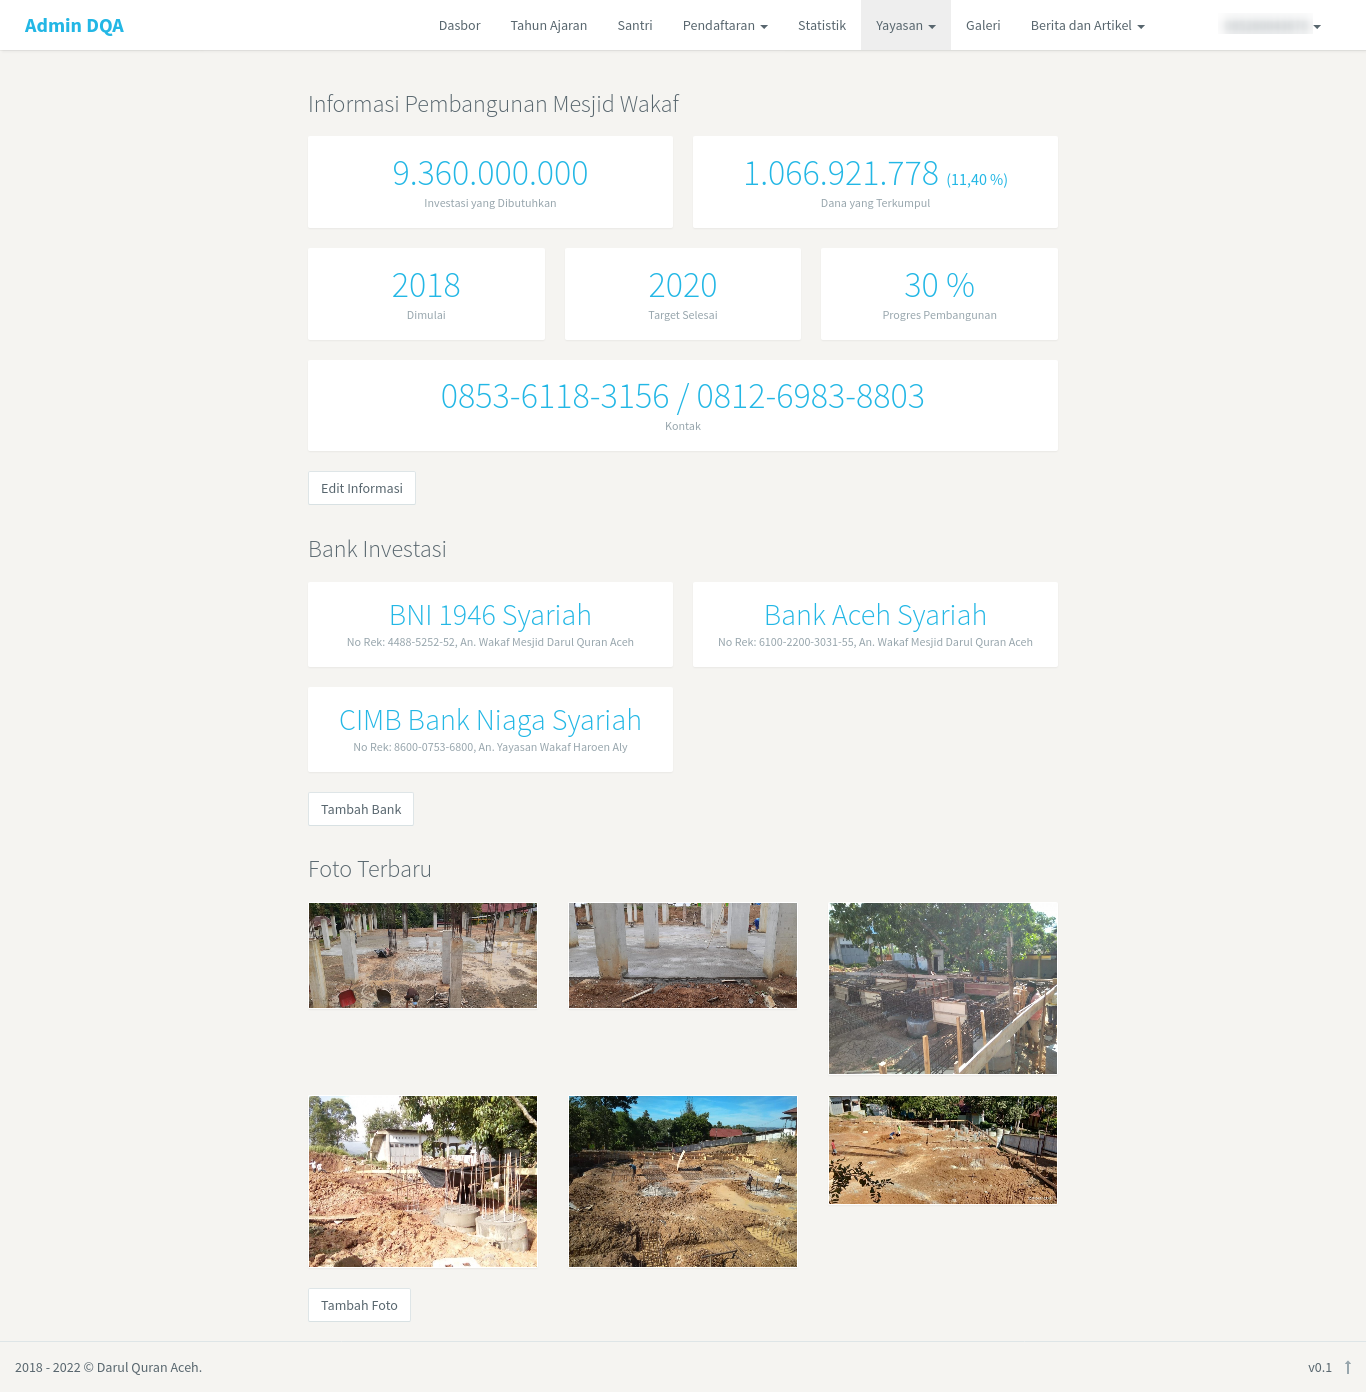 Admin DQA
Dasbor Tahun Ajaran Santri Pendaftaran Statistik Yayasan Galeri Berita dan Artikel
Informasi Pembangunan Mesjid Wakaf
9.360.000.000
Investasi yang Dibutuhkan
1.066.921.778 (11,40 %)
Dana yang Terkumpul
2018
Dimulai
2020
Target Selesai
30 %
Progres Pembangunan
0853-6118-3156 / 0812-6983-8803
Kontak
Edit Informasi
Bank Investasi
BNI 1946 Syariah
No Rek: 4488-5252-52, An. Wakaf Mesjid Darul Quran Aceh
Bank Aceh Syariah
No Rek: 6100-2200-3031-55, An. Wakaf Mesjid Darul Quran Aceh
CIMB Bank Niaga Syariah
No Rek: 8600-0753-6800, An. Yayasan Wakaf Haroen Aly
Tambah Bank
Foto Terbaru
Tambah Foto
2018 - 2022 © Darul Quran Aceh.
v0.1